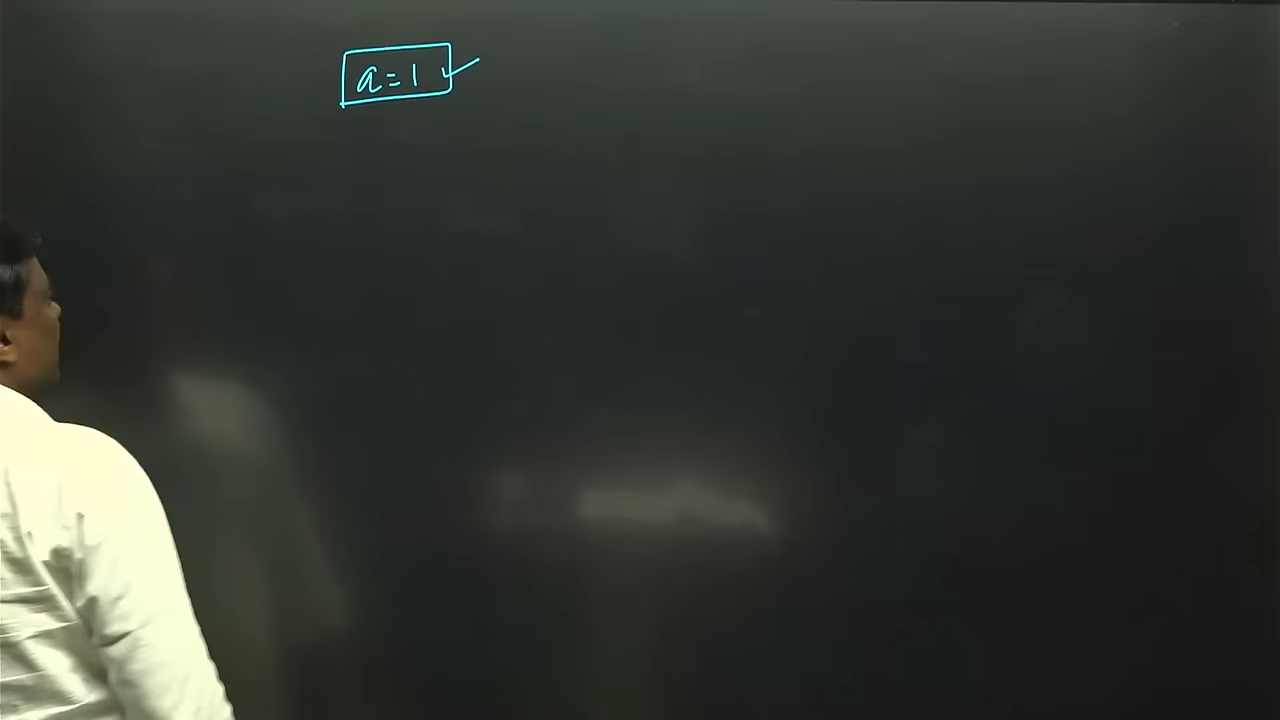 a = 1 ✓